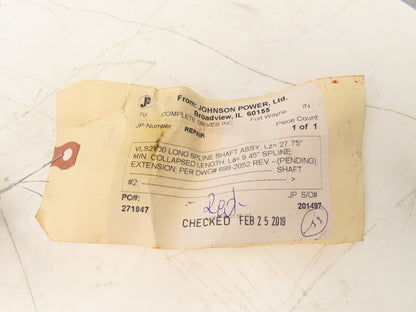 JP
From: JOHNSON POWER, Ltd.
Broadview, IL 60155
To: COMPLETE DRIVES INC. Fort Wayne IN
JP Number: REPAIR Piece Count
1 of 1
LONG SPLINE SHAFT ASSY, Lz= 27.75"
MIN. COLLAPSED LENGTH, La= 9.45" SPLINE
EXTENSION, PER DWG# 699-2052 REV --(PENDING)
#2, SHAFT
PO#: JP S/O#
271947 201497
CHECKED FEB 25 2019